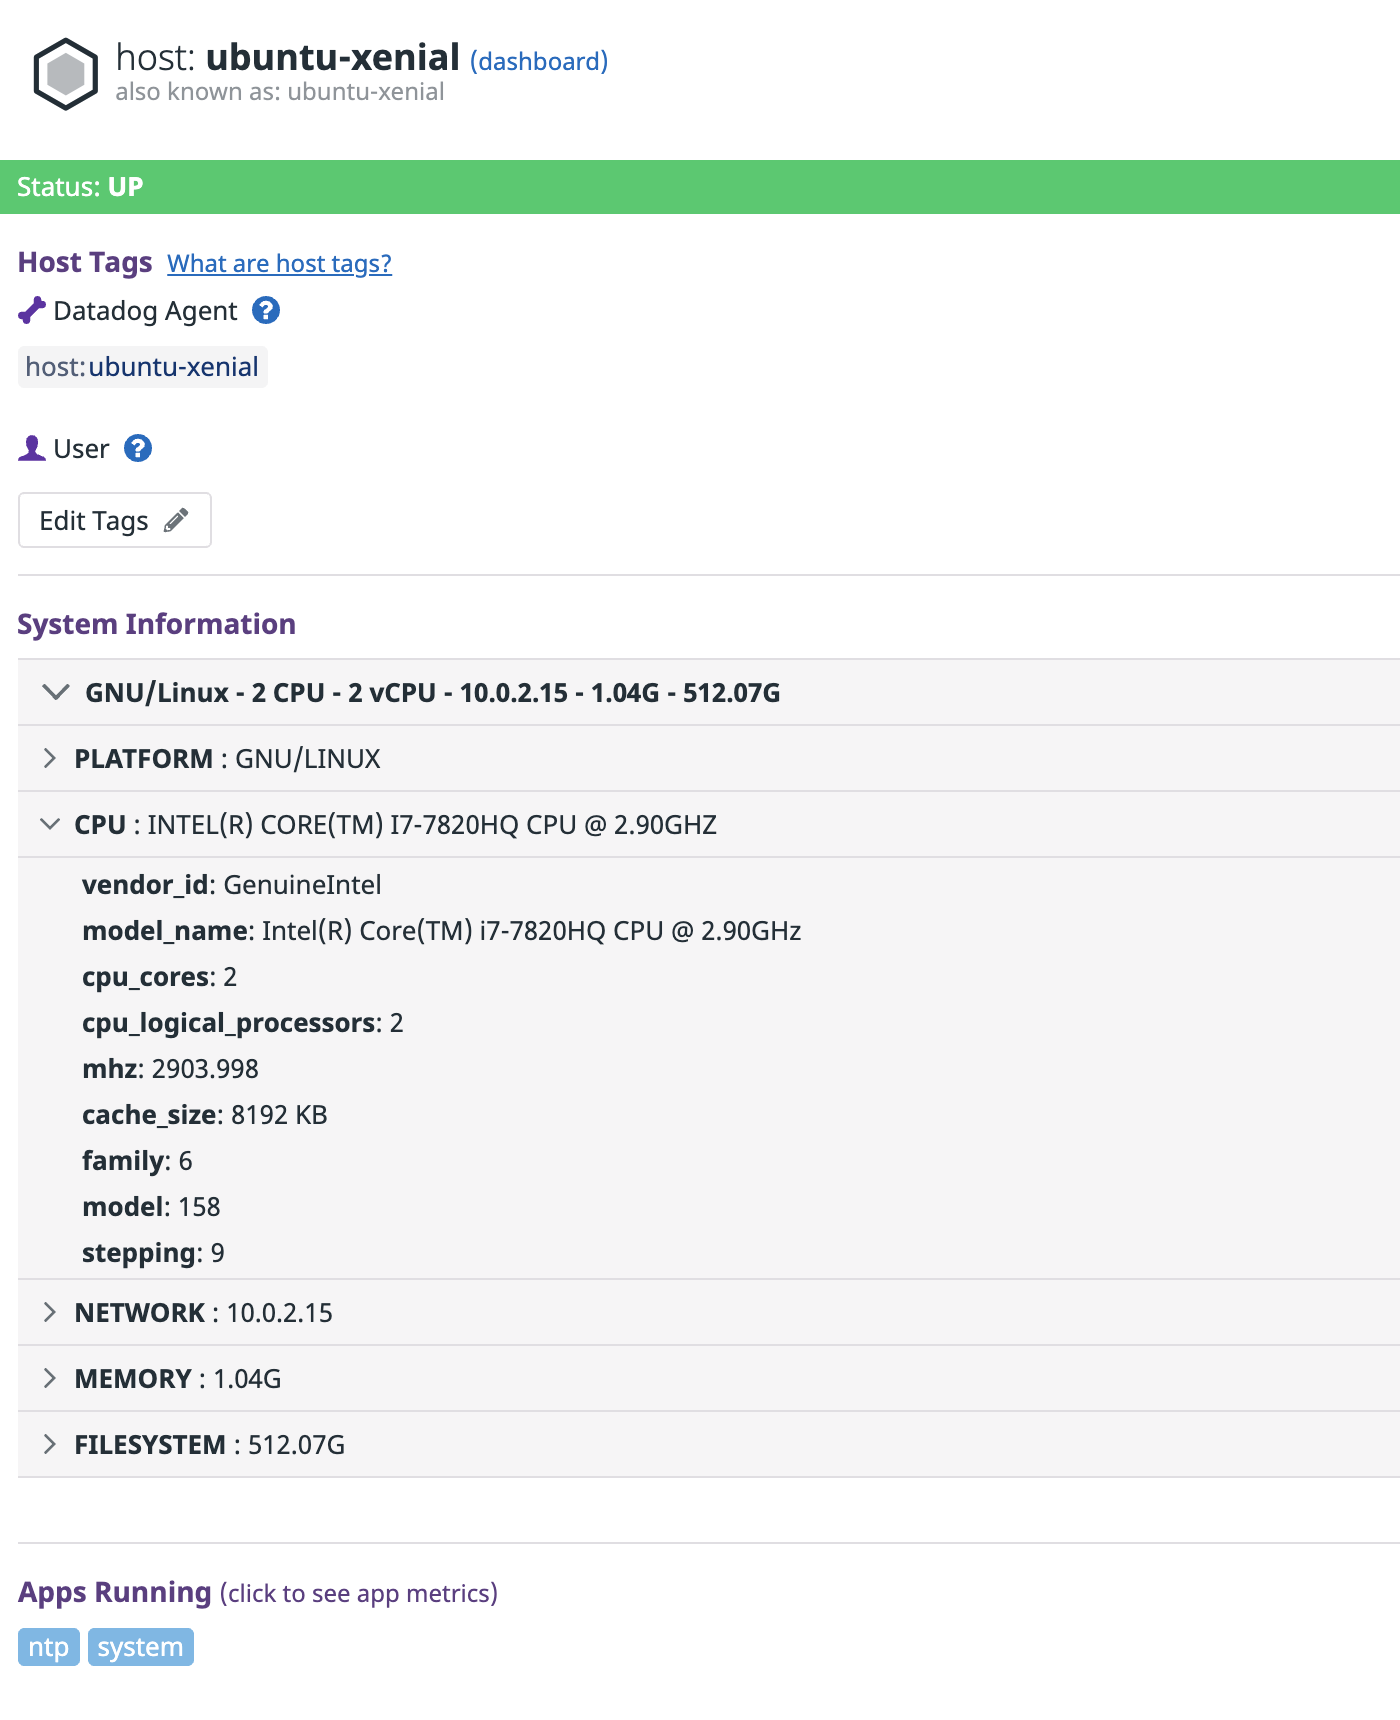 host: ubuntu-xenial (dashboard)
also known as: ubuntu-xenial
Status: UP
Host Tags What are host tags?
Datadog Agent ?
host:ubuntu-xenial
User ?
Edit Tags
System Information
GNU/Linux - 2 CPU - 2 vCPU - 10.0.2.15 - 1.04G - 512.07G
PLATFORM : GNU/LINUX
CPU : INTEL(R) CORE(TM) I7-7820HQ CPU @ 2.90GHZ
vendor_id: GenuineIntel
model_name: Intel(R) Core(TM) i7-7820HQ CPU @ 2.90GHz
cpu_cores: 2
cpu_logical_processors: 2
mhz: 2903.998
cache_size: 8192 KB
family: 6
model: 158
stepping: 9
NETWORK : 10.0.2.15
MEMORY : 1.04G
FILESYSTEM : 512.07G
Apps Running (click to see app metrics)
ntp system